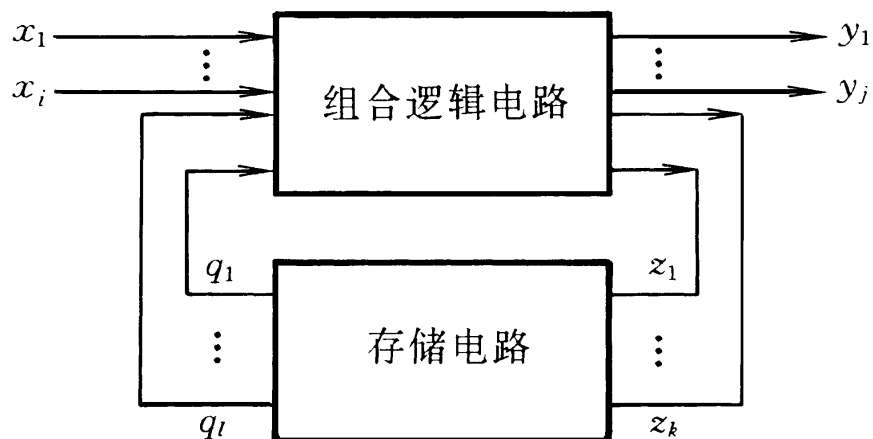 x₁ ⋮ y₁ ⋮
xᵢ 组合逻辑电路 yⱼ
q₁ z₁
⋮ 存储电路 ⋮
qₗ zₖ